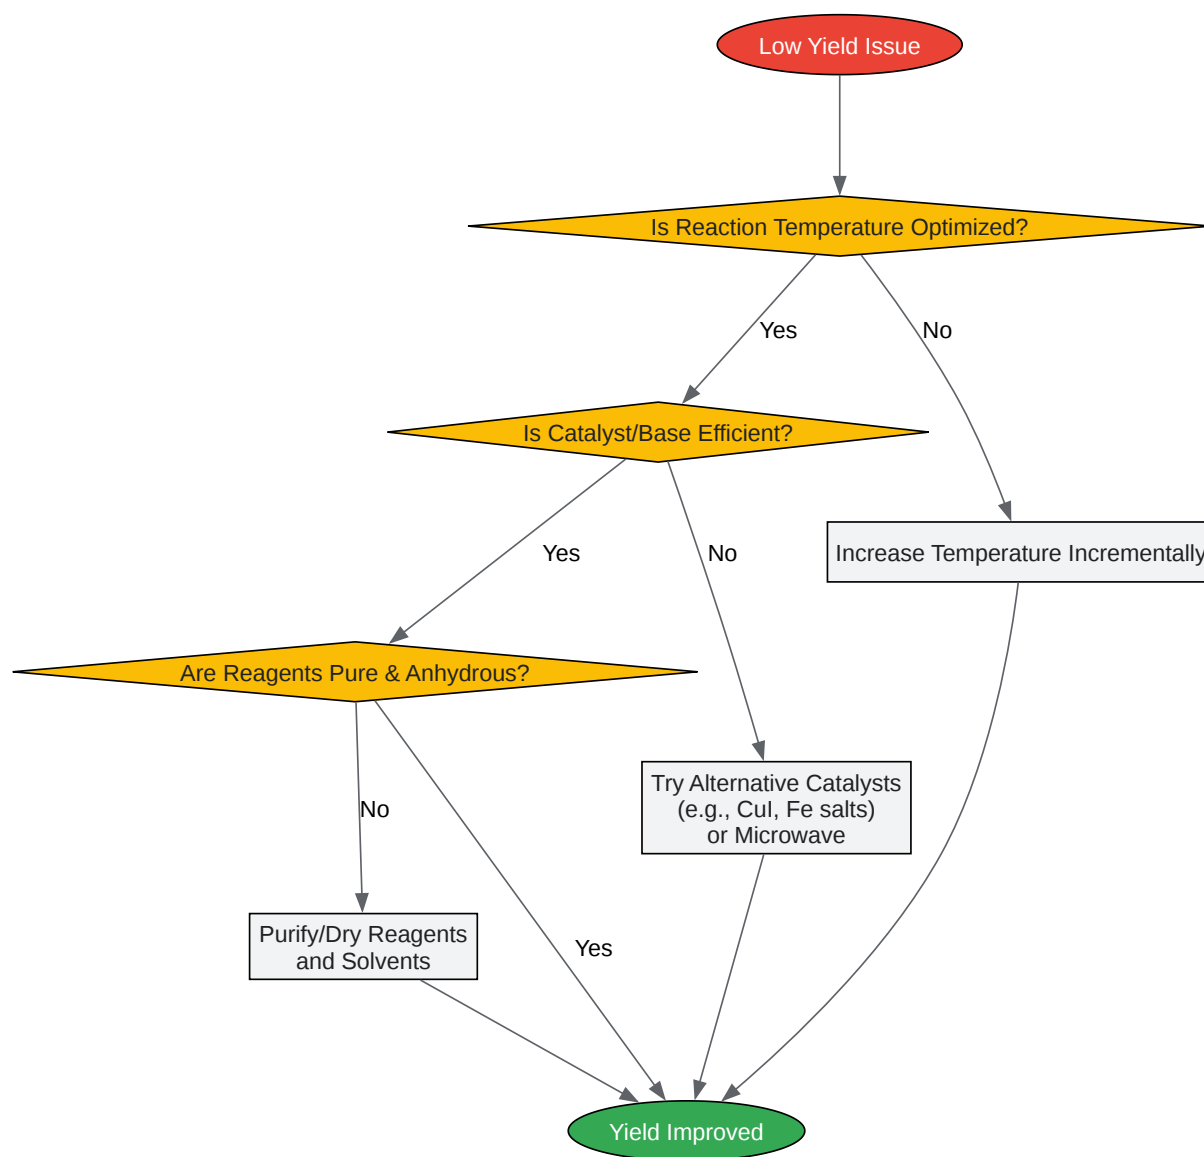 Low Yield Issue
Is Reaction Temperature Optimized?
Yes
No
Is Catalyst/Base Efficient?
Yes
No
Increase Temperature Incrementally
Are Reagents Pure & Anhydrous?
Try Alternative Catalysts
(e.g., CuI, Fe salts)
or Microwave
No
Purify/Dry Reagents
and Solvents
Yes
Yield Improved